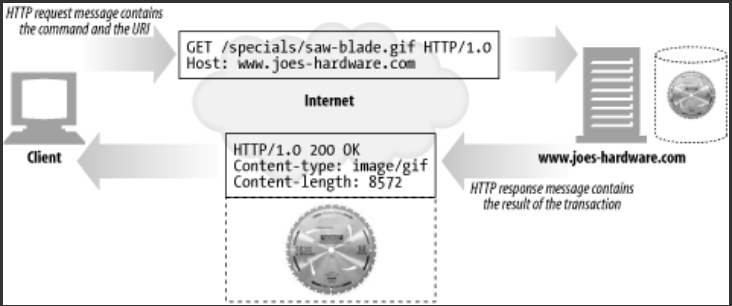 HTTP request message contains
the command and the URI
GET /specials/saw-blade.gif HTTP/1.0
Host: www.joes-hardware.com
Internet
Client
HTTP/1.0 200 OK
Content-type: image/gif
Content-length: 8572
www.joes-hardware.com
HTTP response message contains
the result of the transaction